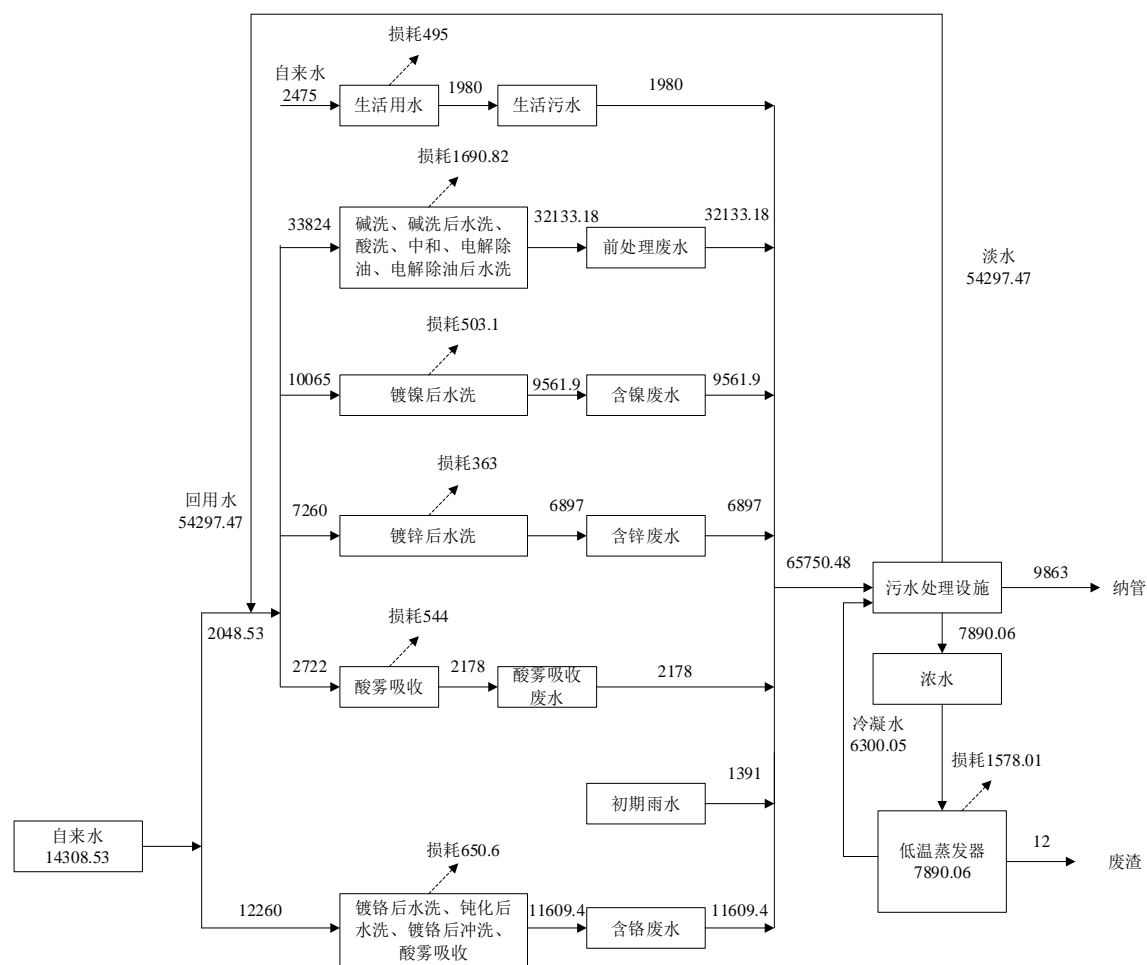 损耗495
自来水
2475
生活用水
1980
生活污水
1980
损耗1690.82
33824
碱洗、碱洗后水洗、
酸洗、中和、电解除
油、电解除油后水洗
32133.18
前处理废水
32133.18
淡水
54297.47
损耗503.1
10065
镀镍后水洗
9561.9
含镍废水
9561.9
损耗363
回用水
54297.47
7260
镀锌后水洗
6897
含锌废水
6897
65750.48
污水处理设施
9863
纳管
2048.53
损耗544
2722
酸雾吸收
2178
酸雾吸收
废水
2178
7890.06
浓水
冷凝水
6300.05
损耗1578.01
初期雨水
1391
自来水
14308.53
低温蒸发器
7890.06
12
废渣
损耗650.6
12260
镀铬后水洗、钝化后
水洗、镀铬后冲洗、
酸雾吸收
11609.4
含铬废水
11609.4